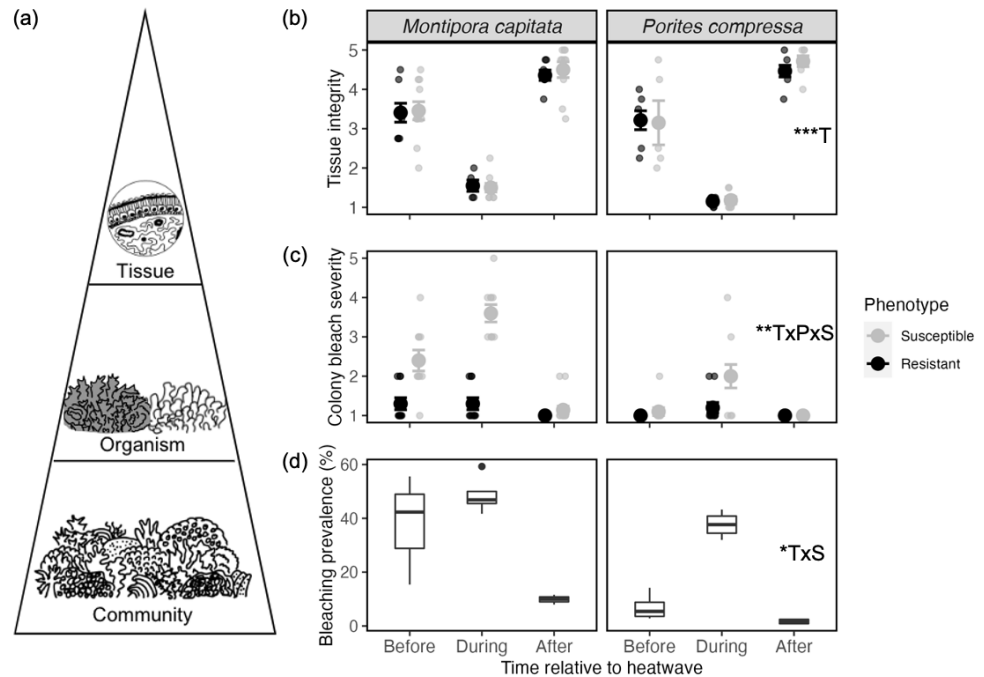 (a)
Tissue
Organism
Community
(b)
Montipora capitata
Porites compressa
Tissue integrity
5
4
3
2
1
***T
(c)
Colony bleach severity
5
4
3
2
1
**TxPxS
Phenotype
Susceptible
Resistant
(d)
Bleaching prevalence (%)
60
40
20
0
*TxS
Before During After
Before During After
Time relative to heatwave